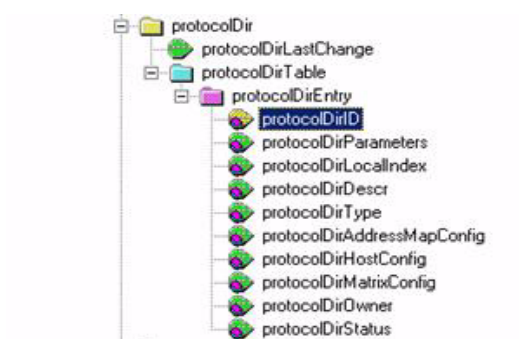 protocolDir
protocolDirLastChange
protocolDirTable
protocolDirEntry
protocolDirID
protocolDirParameters
protocolDirLocalIndex
protocolDirDescr
protocolDirType
protocolDirAddressMapConfig
protocolDirHostConfig
protocolDirMatrixConfig
protocolDirOwner
protocolDirStatus